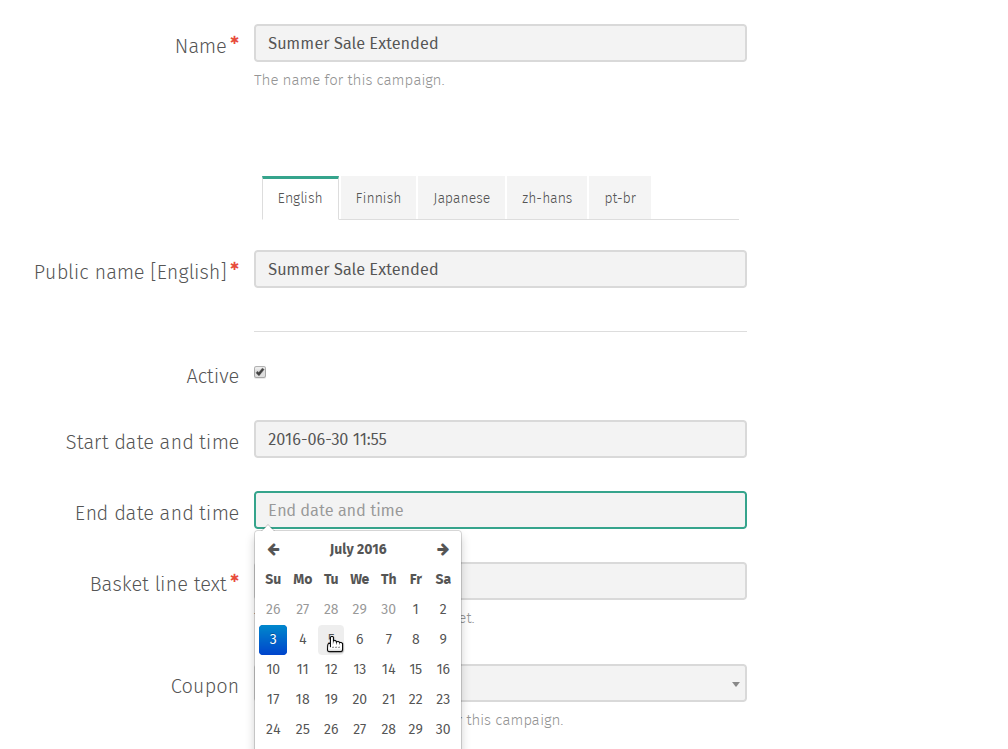 Name *
Summer Sale Extended
The name for this campaign.
English Finnish Japanese zh-hans pt-br
Public name [English] *
Summer Sale Extended
Active
Start date and time
2016-06-30 11:55
End date and time
End date and time
July 2016
Su Mo Tu We Th Fr Sa
26 27 28 29 30 1 2
3 4 5 6 7 8 9
10 11 12 13 14 15 16
17 18 19 20 21 22 23
24 25 26 27 28 29 30
Basket line text *
et.
Coupon
this campaign.